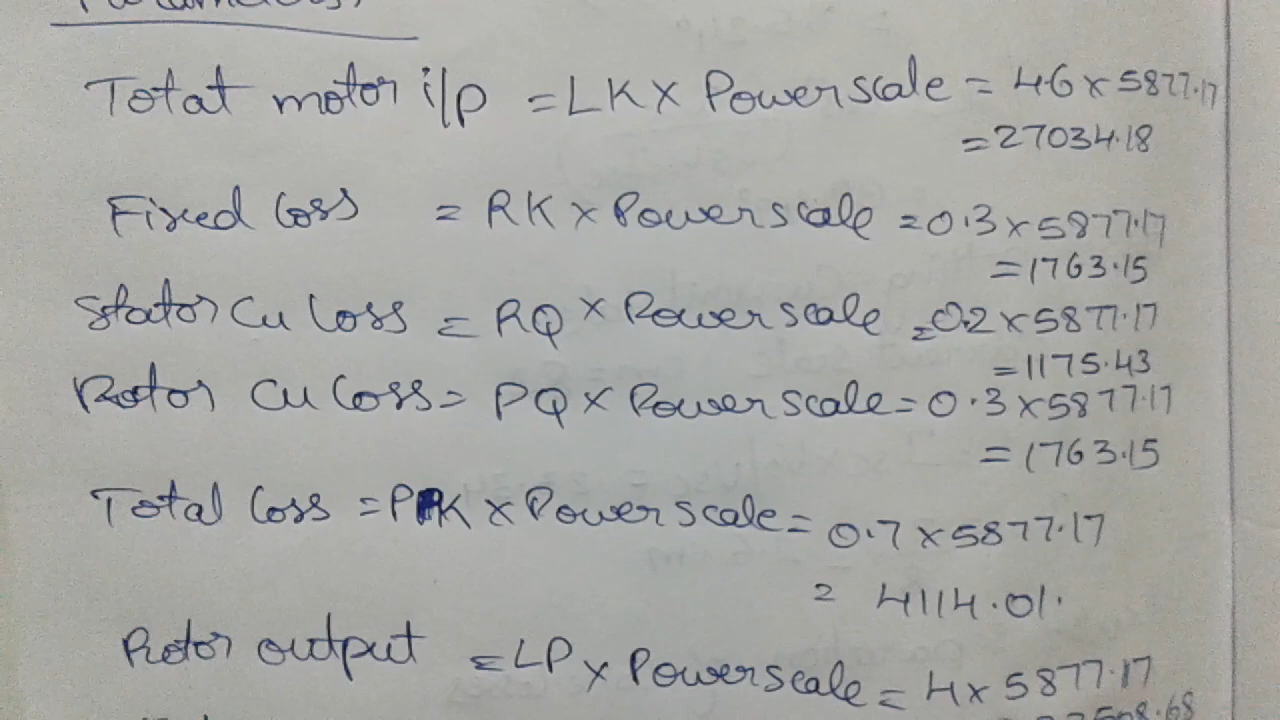 Totat motor i/p = LK X Powerscale = 46 x 5877.17
= 27034.18
Fixed loss = RK x Powerscale = 0.3 x 5877.17
= 1763.15
Stator Cu loss = RQ x Powerscale = 0.2 x 5877.17
= 1175.43
Rotor Cu loss = PQ x Powerscale = 0.3 x 5877.17
= 1763.15
Total loss = PK x Powerscale = 0.7 x 5877.17
= 4114.01.
Rotor output = LP x Powerscale = 4 x 5877.17